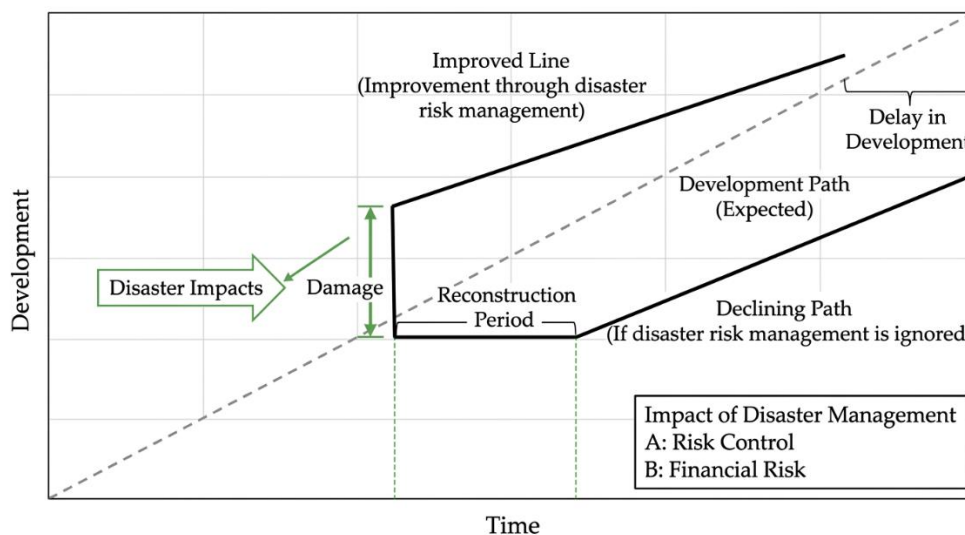 Improved Line
(Improvement through disaster
risk management)
Delay in
Development
Development Path
(Expected)
Development
Disaster Impacts
Damage
Reconstruction
Period
Declining Path
(If disaster risk management is ignored
Impact of Disaster Management
A: Risk Control
B: Financial Risk
Time